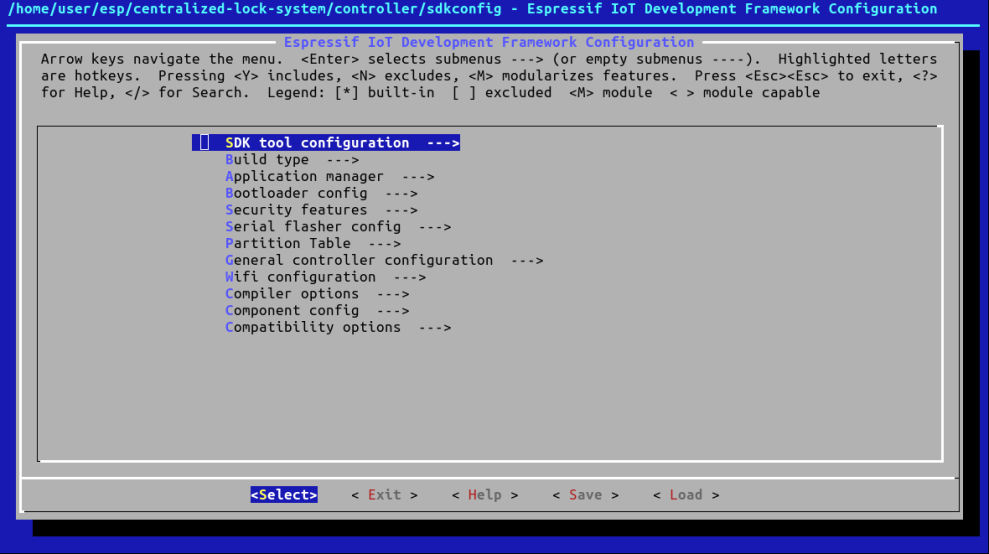 /home/user/esp/centralized-lock-system/controller/sdkconfig - Espressif IoT Development Framework Configuration
Espressif IoT Development Framework Configuration
Arrow keys navigate the menu.  <Enter> selects submenus ---> (or empty submenus ----).  Highlighted letters
are hotkeys.  Pressing <Y> includes, <N> excludes, <M> modularizes features.  Press <Esc><Esc> to exit, <?>
for Help, </> for Search.  Legend: [*] built-in  [ ] excluded  <M> module  < > module capable
SDK tool configuration  --->
Build type  --->
Application manager  --->
Bootloader config  --->
Security features  --->
Serial flasher config  --->
Partition Table  --->
General controller configuration  --->
Wifi configuration  --->
Compiler options  --->
Component config  --->
Compatibility options  --->
<Select>    < Exit >    < Help >    < Save >    < Load >